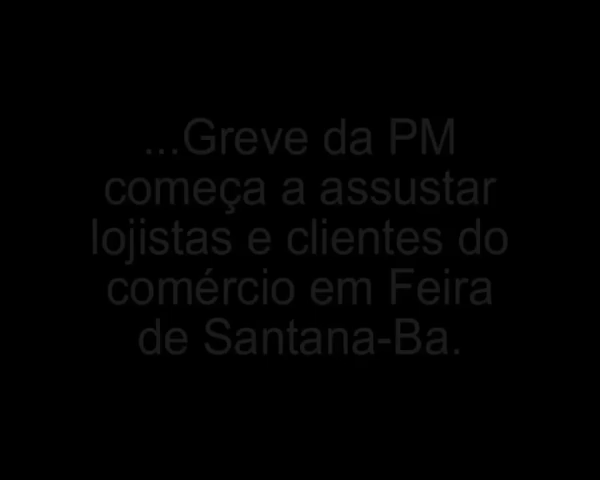 ...Greve da PM
começa a assustar
lojistas e clientes do
comércio em Feira
de Santana-Ba.